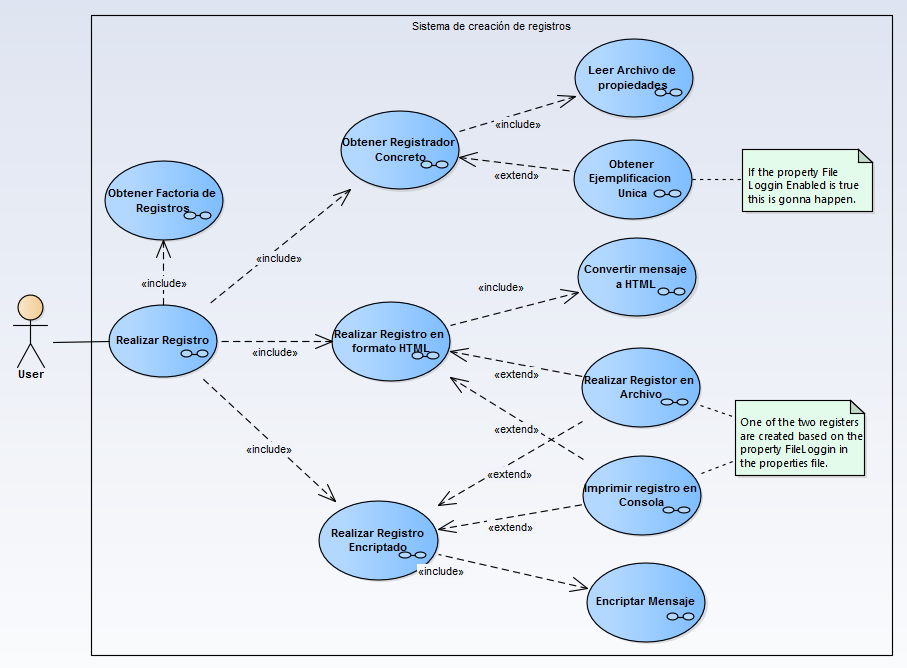 Sistema de creación de registros
Leer Archivo de
propiedades
«include»
Obtener Registrador
Concreto
«extend»
Obtener
Ejemplificacion
Unica
If the property File
Loggin Enabled is true
this is gonna happen.
Obtener Factoria de
Registros
«include»
«include»
Convertir mensaje
a HTML
«include»
User
Realizar Registro
«include»
Realizar Registro en
formato HTML
«extend»
Realizar Registor en
Archivo
«extend»
One of the two registers
are created based on the
property FileLoggin in
the properties file.
«include»
«extend»
Imprimir registro en
Consola
«extend»
Realizar Registro
Encriptado
«include»
Encriptar Mensaje